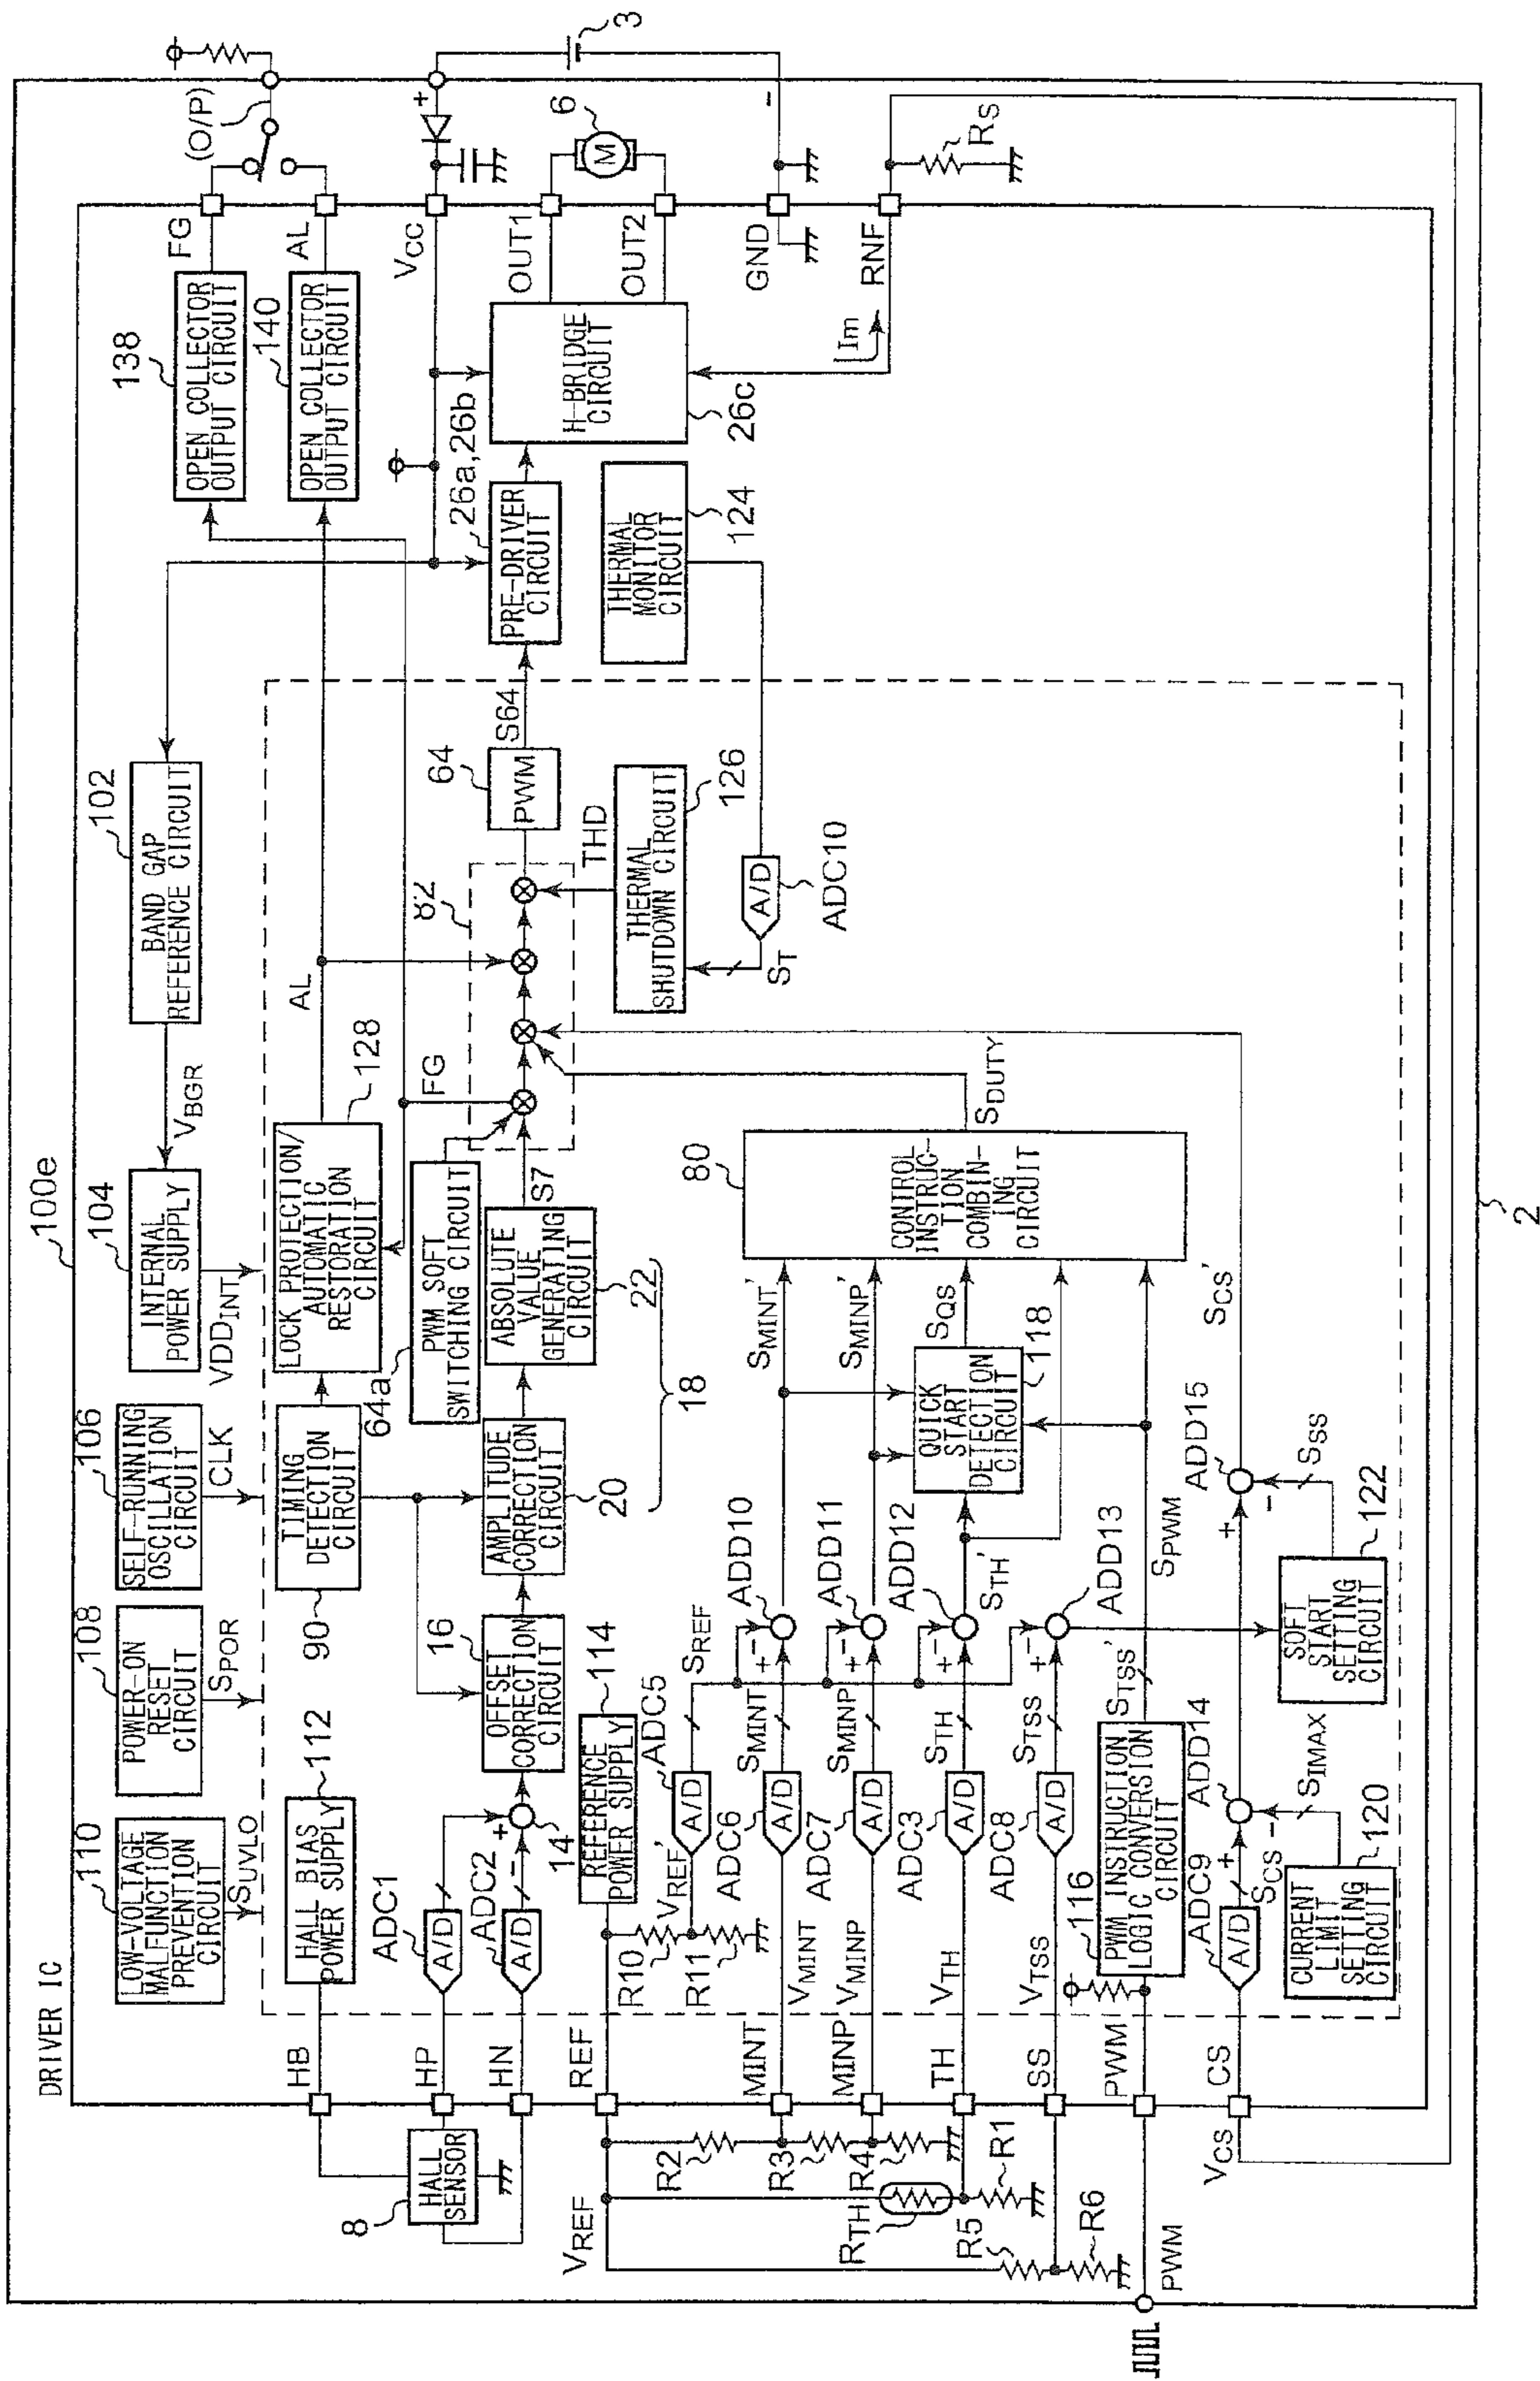 DRIVER IC
100e
LOW-VOLTAGE
MALFUNCTION
PREVENTION
CIRCUIT
110
SUVLO
POWER-ON
RESET
CIRCUIT
108
SPOR
SELF-RUNNING
OSCILLATION
CIRCUIT
106
CLK
INTERNAL
POWER SUPPLY
104
VDDINT
VBGR
BAND GAP
REFERENCE CIRCUIT
102
OPEN COLLECTOR
OUTPUT CIRCUIT
138
FG
(O/P)
OPEN COLLECTOR
OUTPUT CIRCUIT
140
AL
HB
HALL BIAS
POWER SUPPLY
112
TIMING
DETECTION
CIRCUIT
90
LOCK PROTECTION/
AUTOMATIC
RESTORATION
CIRCUIT
128
AL
VCC
+
3
-
8
HALL
SENSOR
HP
HN
ADC1
A/D
ADC2
A/D
+
-
14
OFFSET
CORRECTION
CIRCUIT
16
AMPLITUDE
CORRECTION
CIRCUIT
20
64a
PWM SOFT
SWITCHING CIRCUIT
ABSOLUTE
VALUE
GENERATING
CIRCUIT
22
18
S7
FG
82
64
PWM
S64
PRE-DRIVER
CIRCUIT
26a,26b
H-BRIDGE
CIRCUIT
26c
OUT1
OUT2
M
6
GND
RNF
Im
RS
THD
THERMAL
SHUTDOWN CIRCUIT
126
THERMAL
MONITOR
CIRCUIT
124
ST
A/D
ADC10
VREF
REF
REFERENCE
POWER SUPPLY
114
R10
R11
VREF'
A/D
ADC5
SREF
R2
R3
R4
MINT
VMINT
ADC6
A/D
SMINT
+
-
ADD10
SMINT'
MINP
VMINP
ADC7
A/D
SMINP
+
-
ADD11
SMINP'
RTH
R1
TH
VTH
ADC3
A/D
STH
+
-
ADD12
STH'
QUICK
START
DETECTION
CIRCUIT
118
SQS
80
CONTROL
INSTRUC-
TION
COMBIN-
ING
CIRCUIT
SDUTY
R5
R6
SS
VTSS
ADC8
A/D
STSS
+
-
ADD13
STSS'
PWM
PWM
116
PWM INSTRUCTION
LOGIC CONVERSION
CIRCUIT
SPWM
CS
VCS
ADC9
A/D
SCS
+
-
ADD14
SIMAX
CURRENT
LIMIT
SETTING
CIRCUIT
120
SOFT
START
SETTING
CIRCUIT
122
+
-
ADD15
SSS
SCS'
2